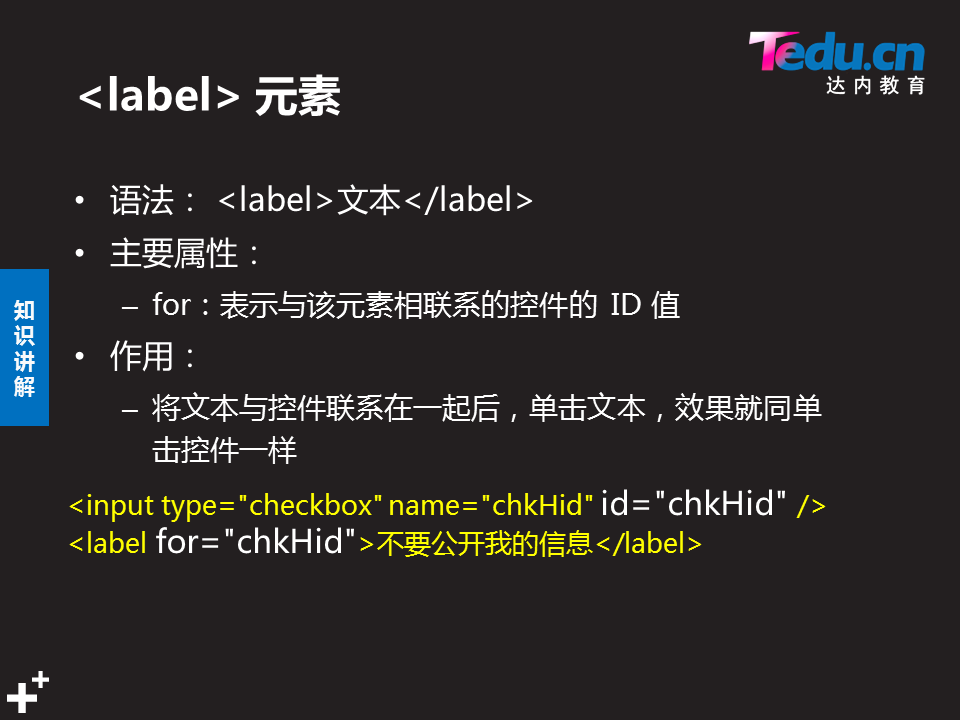 Tedu.cn
达内教育
<label> 元素
• 语法： <label>文本</label>
• 主要属性：
– for：表示与该元素相联系的控件的 ID 值
• 作用：
– 将文本与控件联系在一起后，单击文本，效果就同单
击控件一样
知识讲解
<input type="checkbox" name="chkHid" id="chkHid" />
<label for="chkHid">不要公开我的信息</label>